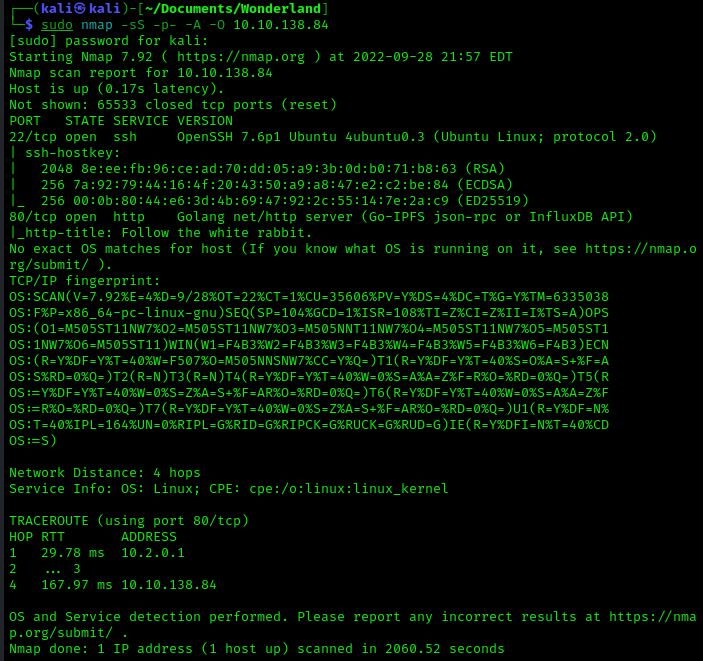 ┌──(kali㉿kali)-[~/Documents/Wonderland]
└─$ sudo nmap -sS -p- -A -O 10.10.138.84
[sudo] password for kali:
Starting Nmap 7.92 ( https://nmap.org ) at 2022-09-28 21:57 EDT
Nmap scan report for 10.10.138.84
Host is up (0.17s latency).
Not shown: 65533 closed tcp ports (reset)
PORT   STATE SERVICE VERSION
22/tcp open  ssh     OpenSSH 7.6p1 Ubuntu 4ubuntu0.3 (Ubuntu Linux; protocol 2.0)
| ssh-hostkey:
|   2048 8e:ee:fb:96:ce:ad:70:dd:05:a9:3b:0d:b0:71:b8:63 (RSA)
|   256 7a:92:79:44:16:4f:20:43:50:a9:a8:47:e2:c2:be:84 (ECDSA)
|_  256 00:0b:80:44:e6:3d:4b:69:47:92:2c:55:14:7e:2a:c9 (ED25519)
80/tcp open  http    Golang net/http server (Go-IPFS json-rpc or InfluxDB API)
|_http-title: Follow the white rabbit.
No exact OS matches for host (If you know what OS is running on it, see https://nmap.o
rg/submit/ ).
TCP/IP fingerprint:
OS:SCAN(V=7.92%E=4%D=9/28%OT=22%CT=1%CU=35606%PV=Y%DS=4%DC=T%G=Y%TM=6335038
OS:F%P=x86_64-pc-linux-gnu)SEQ(SP=104%GCD=1%ISR=108%TI=Z%CI=Z%II=I%TS=A)OPS
OS:(O1=M505ST11NW7%O2=M505ST11NW7%O3=M505NNT11NW7%O4=M505ST11NW7%O5=M505ST1
OS:1NW7%O6=M505ST11)WIN(W1=F4B3%W2=F4B3%W3=F4B3%W4=F4B3%W5=F4B3%W6=F4B3)ECN
OS:(R=Y%DF=Y%T=40%W=F507%O=M505NNSNW7%CC=Y%Q=)T1(R=Y%DF=Y%T=40%S=O%A=S+%F=A
OS:S%RD=0%Q=)T2(R=N)T3(R=N)T4(R=Y%DF=Y%T=40%W=0%S=A%A=Z%F=R%O=%RD=0%Q=)T5(R
OS:=Y%DF=Y%T=40%W=0%S=Z%A=S+%F=AR%O=%RD=0%Q=)T6(R=Y%DF=Y%T=40%W=0%S=A%A=Z%F
OS:=R%O=%RD=0%Q=)T7(R=Y%DF=Y%T=40%W=0%S=Z%A=S+%F=AR%O=%RD=0%Q=)U1(R=Y%DF=N%
OS:T=40%IPL=164%UN=0%RIPL=G%RID=G%RIPCK=G%RUCK=G%RUD=G)IE(R=Y%DFI=N%T=40%CD
OS:=S)
Network Distance: 4 hops
Service Info: OS: Linux; CPE: cpe:/o:linux:linux_kernel
TRACEROUTE (using port 80/tcp)
HOP RTT       ADDRESS
1   29.78 ms  10.2.0.1
2   ... 3
4   167.97 ms 10.10.138.84
OS and Service detection performed. Please report any incorrect results at https://nma
p.org/submit/ .
Nmap done: 1 IP address (1 host up) scanned in 2060.52 seconds